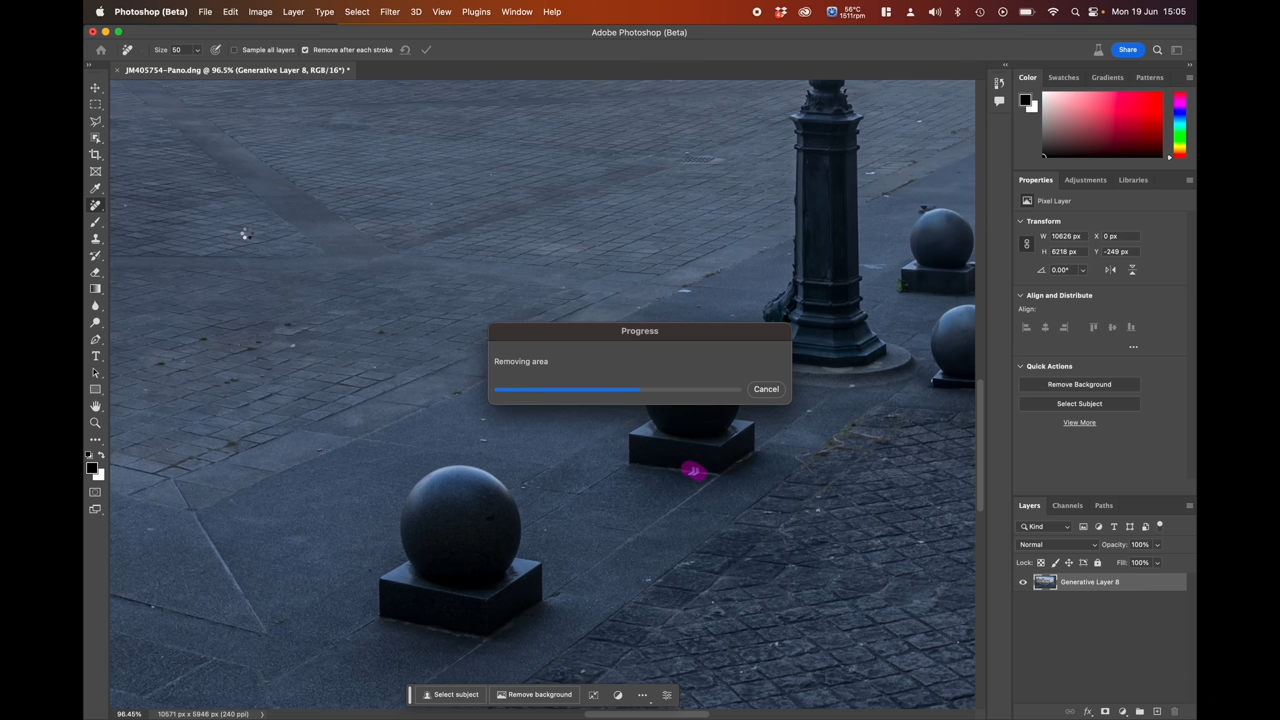 Photoshop (Beta) File Edit Image Layer Type Select Filter 3D View Plugins Window Help 56°C 1511rpm Mon 19 Jun 15:05
Adobe Photoshop (Beta)
Size 50 Sample all layers Remove after each stroke Share
JM405754-Pano.dng @ 96.5% (Generative Layer 8, RGB/16*) *
Color Swatches Gradients Patterns
Properties Adjustments Libraries
Pixel Layer
Transform
W 10626 px X 0 px
H 6218 px Y -249 px
0.00°
Align and Distribute
Align:
Quick Actions
Remove Background
Select Subject
View More
Progress
Removing area
Cancel
Layers Channels Paths
Kind
Normal Opacity: 100%
Lock: Fill: 100%
Generative Layer 8
Select subject Remove background
96.45% 10571 px x 5946 px (240 ppi)